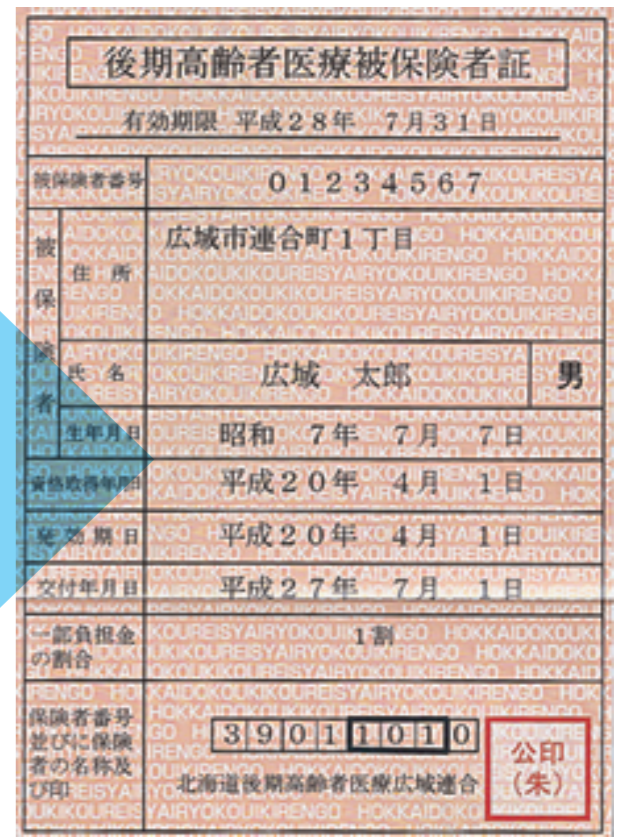 後期高齢者医療被保険者証
有効期限 平成28年 7月31日
被保険者番号 01234567
被保険者
住所 広城市連合町1丁目
氏名 広域 太郎 男
生年月日 昭和 7年 7月 7日
資格取得年月日 平成20年 4月 1日
発効期日 平成20年 4月 1日
交付年月日 平成27年 7月 1日
一部負担金
の割合 1割
保険者番号
並びに保険
者の名称及
び印
39011010
北海道後期高齢者医療広域連合
公印
(朱)